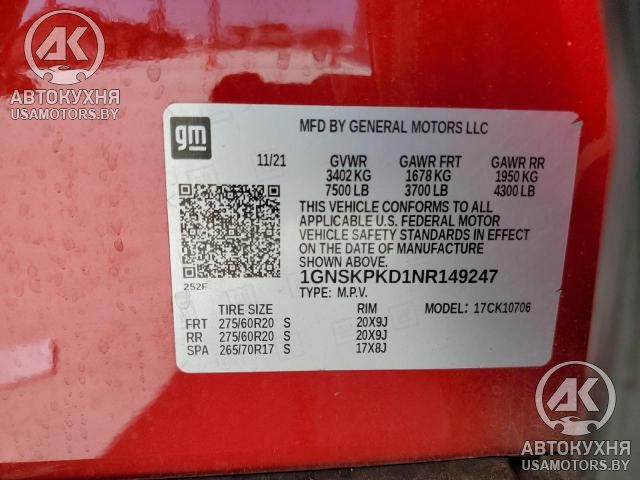 AK
АВТОКУХНЯ
USAMOTORS.BY
gm
MFD BY GENERAL MOTORS LLC
11/21 GVWR GAWR FRT GAWR RR
3402 KG 1678 KG 1950 KG
7500 LB 3700 LB 4300 LB
THIS VEHICLE CONFORMS TO ALL
APPLICABLE U.S. FEDERAL MOTOR
VEHICLE SAFETY STANDARDS IN EFFECT
ON THE DATE OF MANUFACTURE
SHOWN ABOVE.
1GNSKPKD1NR149247
252F
TYPE: M.P.V.
TIRE SIZE RIM MODEL: 17CK10706
FRT 275/60R20 S 20X9J
RR 275/60R20 S 20X9J
SPA 265/70R17 S 17X8J
AK
АВТОКУХНЯ
USAMOTORS.BY